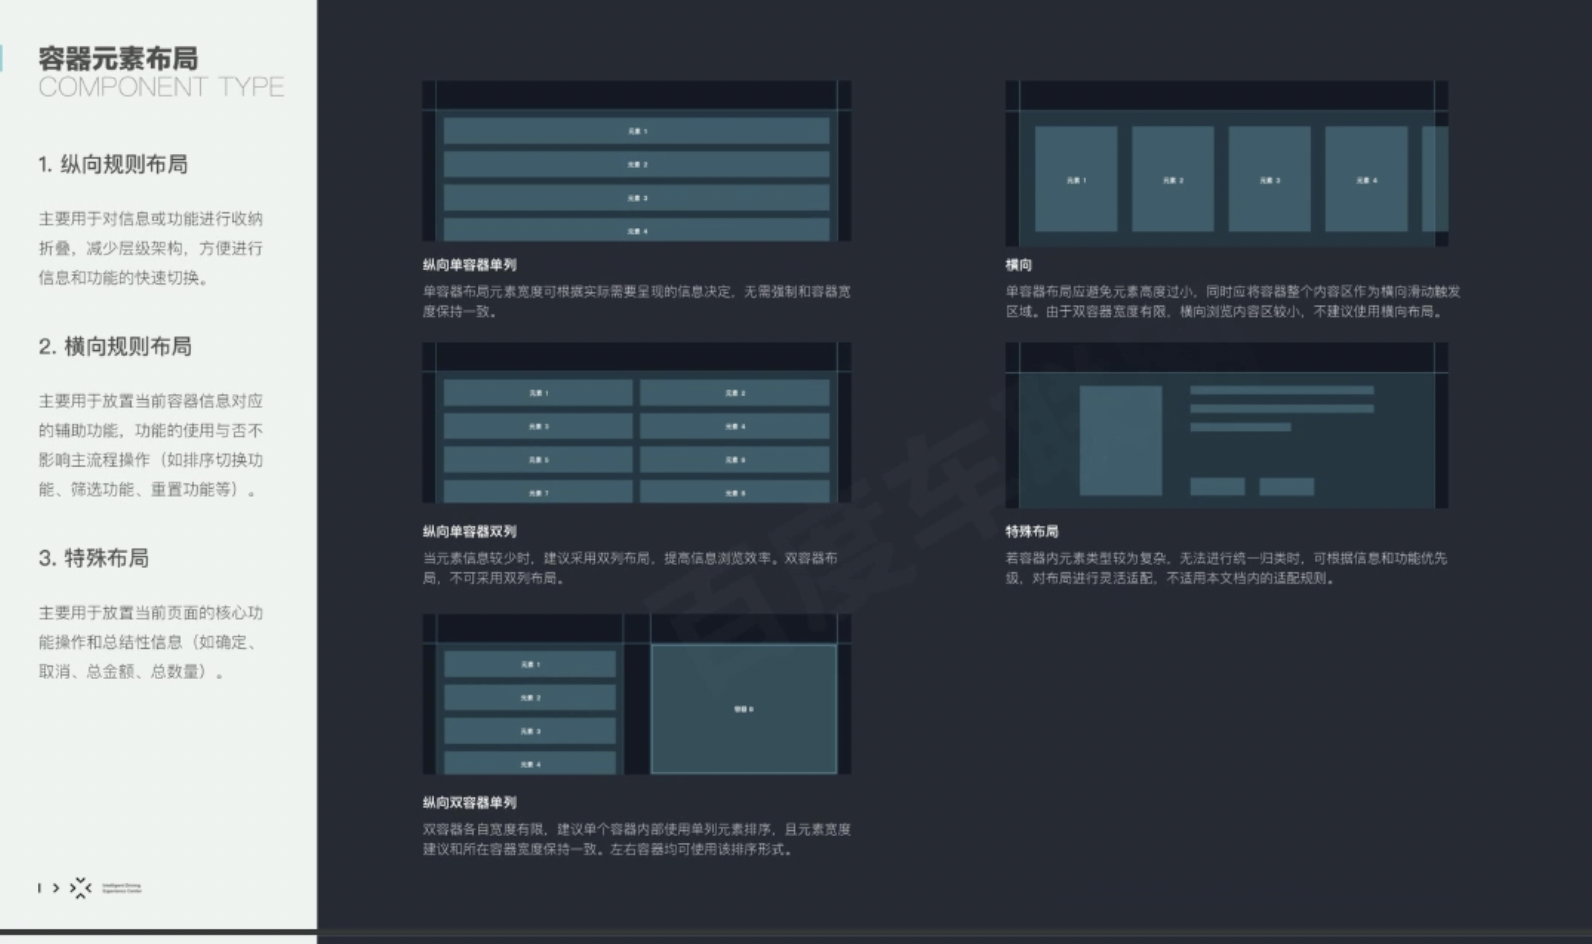 容器元素布局
COMPONENT TYPE
1. 纵向规则布局
主要用于对信息或功能进行收纳
折叠，减少层级架构，方便进行
信息和功能的快速切换。
2. 横向规则布局
主要用于放置当前容器信息对应
的辅助功能，功能的使用与否不
影响主流程操作（如排序切换功
能、筛选功能、重置功能等）。
3. 特殊布局
主要用于放置当前页面的核心功
能操作和总结性信息（如确定、
取消、总金额、总数量）。
Intelligent Driving
Experience Center
元素 1
元素 2
元素 3
元素 4
纵向单容器单列
单容器布局元素宽度可根据实际需要呈现的信息决定，无需强制和容器宽
度保持一致。
元素 1
元素 2
元素 3
元素 4
横向
单容器布局应避免元素高度过小，同时应将容器整个内容区作为横向滑动触发
区域。由于双容器宽度有限，横向浏览内容区较小，不建议使用横向布局。
元素 1
元素 2
元素 3
元素 4
元素 5
元素 6
元素 7
元素 8
纵向单容器双列
当元素信息较少时，建议采用双列布局，提高信息浏览效率。双容器布
局，不可采用双列布局。
特殊布局
若容器内元素类型较为复杂，无法进行统一归类时，可根据信息和功能优先
级，对布局进行灵活适配，不适用本文档内的适配规则。
元素 1
元素 2
元素 3
元素 4
容器 B
纵向双容器单列
双容器各自宽度有限，建议单个容器内部使用单列元素排序，且元素宽度
建议和所在容器宽度保持一致。左右容器均可使用该排序形式。
百度车联